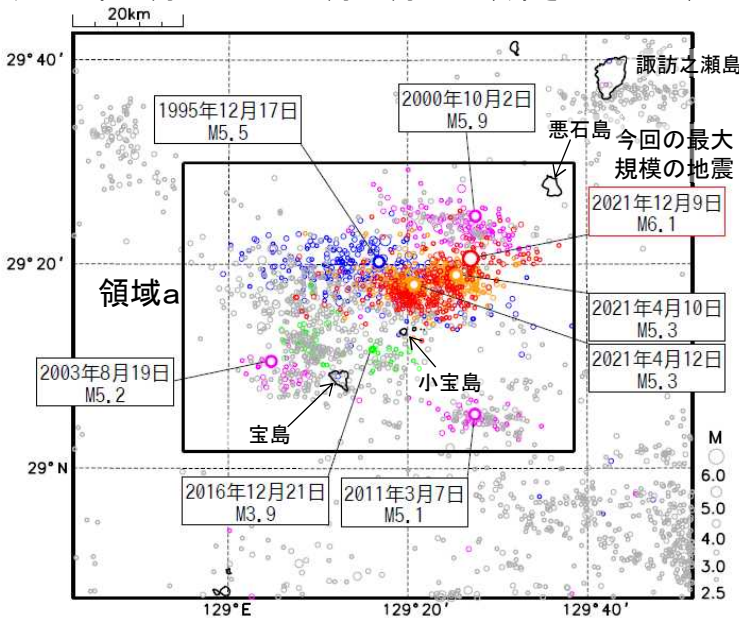 20km
29°40′
諏訪之瀬島
1995年12月17日
M5.5
2000年10月2日
M5.9
悪石島
今回の最大
規模の地震
2021年12月9日
M6.1
29°20′
領域a
2021年4月10日
M5.3
2021年4月12日
M5.3
2003年8月19日
M5.2
小宝島
宝島
2016年12月21日
M3.9
2011年3月7日
M5.1
29°N
M
6.0
5.0
4.0
3.0
2.5
129°E
129°20′
129°40′